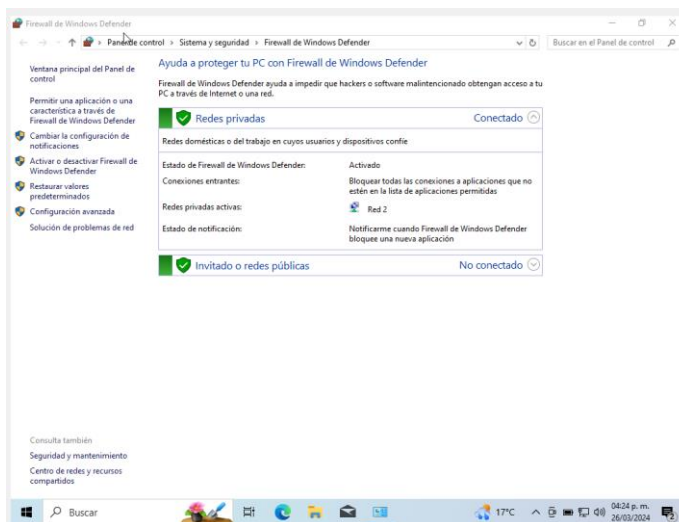 Firewall de Windows Defender
Panel de control > Sistema y seguridad > Firewall de Windows Defender
Buscar en el Panel de control
Ventana principal del Panel de
control
Permitir una aplicación o una
característica a través de
Firewall de Windows Defender
Cambiar la configuración de
notificaciones
Activar o desactivar Firewall de
Windows Defender
Restaurar valores
predeterminados
Configuración avanzada
Solución de problemas de red
Ayuda a proteger tu PC con Firewall de Windows Defender
Firewall de Windows Defender ayuda a impedir que hackers o software malintencionado obtengan acceso a tu
PC a través de Internet o una red.
Redes privadas Conectado
Redes domésticas o del trabajo en cuyos usuarios y dispositivos confíe
Estado de Firewall de Windows Defender: Activado
Conexiones entrantes: Bloquear todas las conexiones a aplicaciones que no
estén en la lista de aplicaciones permitidas
Redes privadas activas: Red 2
Estado de notificación: Notificarme cuando Firewall de Windows Defender
bloquee una nueva aplicación
Invitado o redes públicas No conectado
Consulta también
Seguridad y mantenimiento
Centro de redes y recursos
compartidos
Buscar
17°C
04:24 p. m.
26/03/2024
2